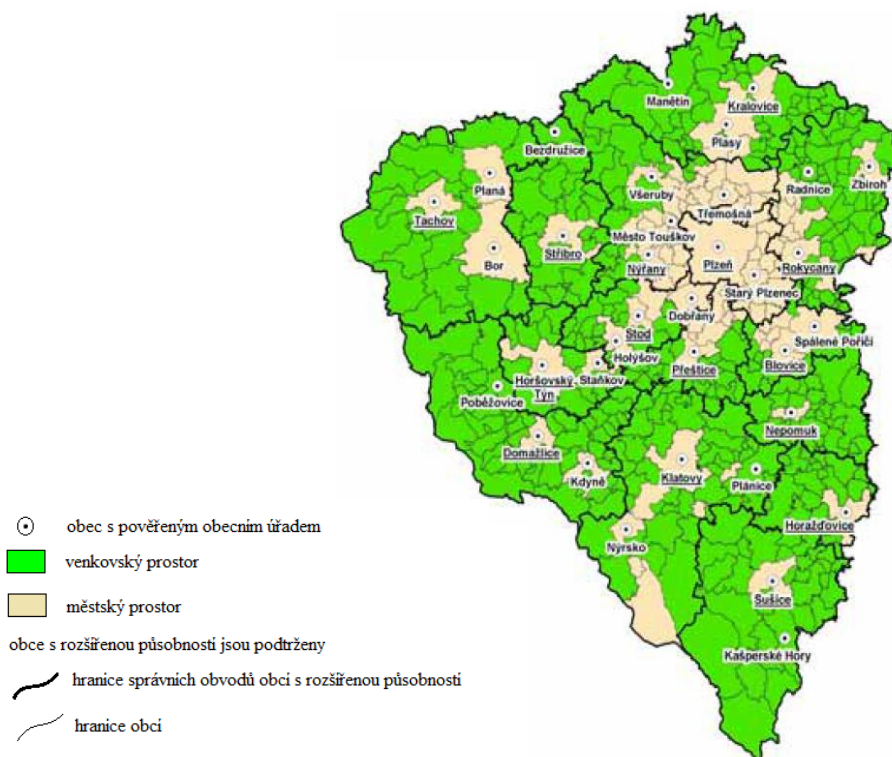 Manětín
Kralovice
Plasy
Bezdružice
Planá
Všeruby
Radnice
Zbiroh
Třemošná
Tachov
Město Touškov
Stříbro
Bor
Nýřany
Plzeň
Rokycany
Starý Plzenec
Dobřany
Stod
Spálené Poříčí
Holýšov
Blovice
Přeštice
Horšovský
Týn
Staňkov
Poběžovice
Nepomuk
Domažlice
Kdyně
Klatovy
Plánice
Horažďovice
Nýrsko
Sušice
Kašperské Hory
obec s pověřeným obecním úřadem
venkovský prostor
městský prostor
obce s rozšířenou působnosti jsou podtrženy
hranice správních obvodů obcí s rozšířenou působnosti
hranice obcí